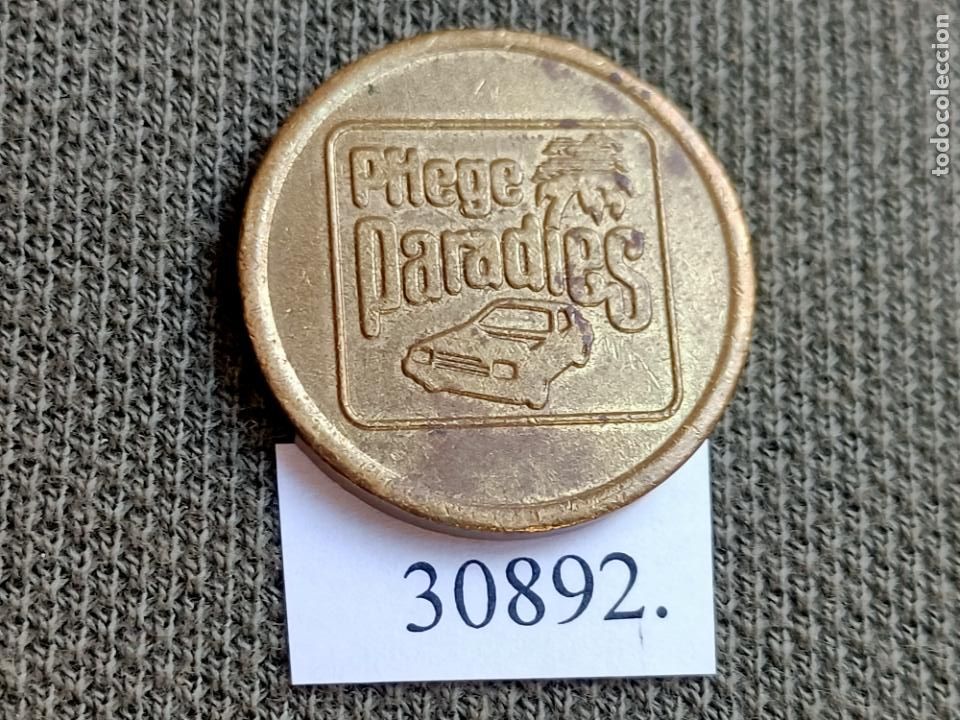 Pflege
Paradies
30892.
todocoleccion